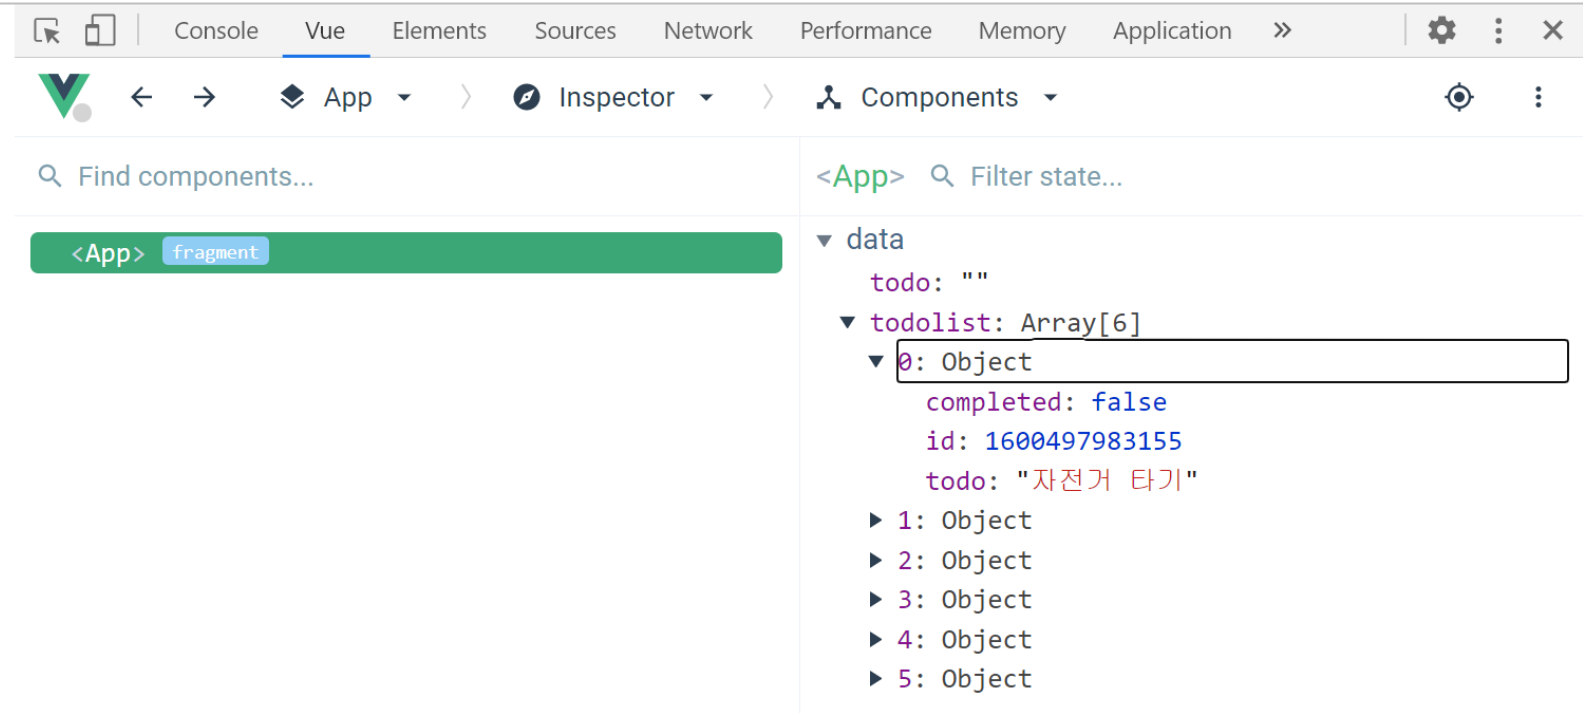 Console Vue Elements Sources Network Performance Memory Application
App Inspector Components
Find components...
<App> Filter state...
<App> fragment
data
todo: ""
todolist: Array[6]
0: Object
completed: false
id: 1600497983155
todo: "자전거 타기"
1: Object
2: Object
3: Object
4: Object
5: Object